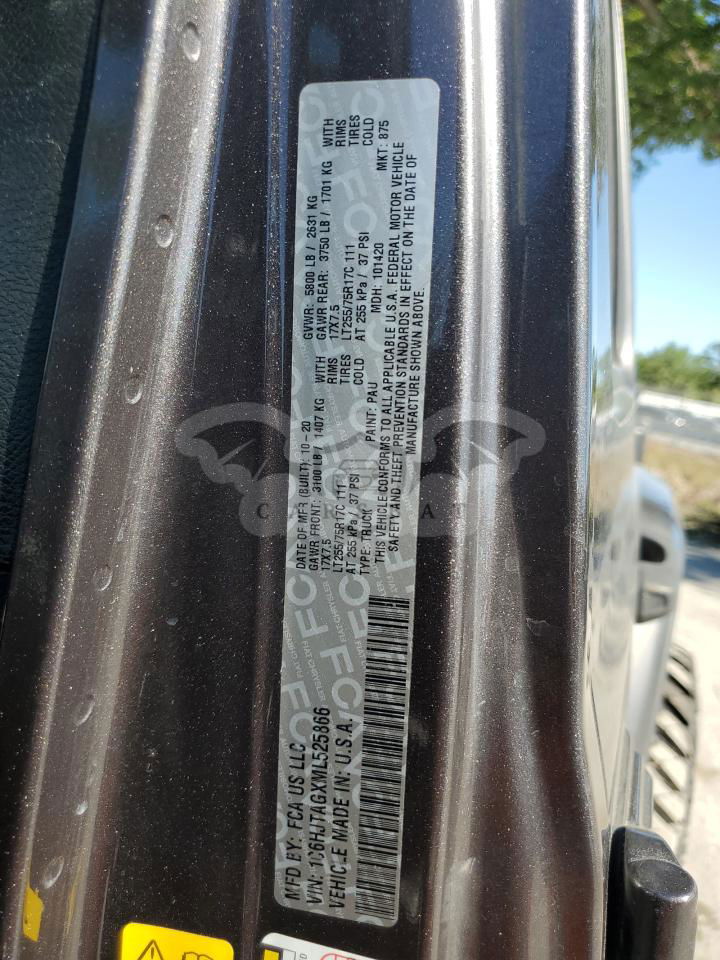 MFD BY: FCA US LLC
DATE OF MFR (BUILT): 10-20
GVWR: 5800 LB / 2631 KG
GAWR FRONT: 3100 LB / 1407 KG WITH
GAWR REAR: 3750 LB / 1701 KG WITH
17X7.5 RIMS
17X7.5 RIMS
LT255/75R17C 111 TIRES
LT255/75R17C 111 TIRES
AT 255 kPa / 37 PSI COLD
AT 255 kPa / 37 PSI COLD
VIN: 1C6HJTAGXML525866
TYPE: TRUCK
PAINT: PAU
MDH: 101420
MKT: 875
VEHICLE MADE IN: U.S.A.
THIS VEHICLE CONFORMS TO ALL APPLICABLE U.S.A. FEDERAL MOTOR VEHICLE
SAFETY AND THEFT PREVENTION STANDARDS IN EFFECT ON THE DATE OF
MANUFACTURE SHOWN ABOVE.